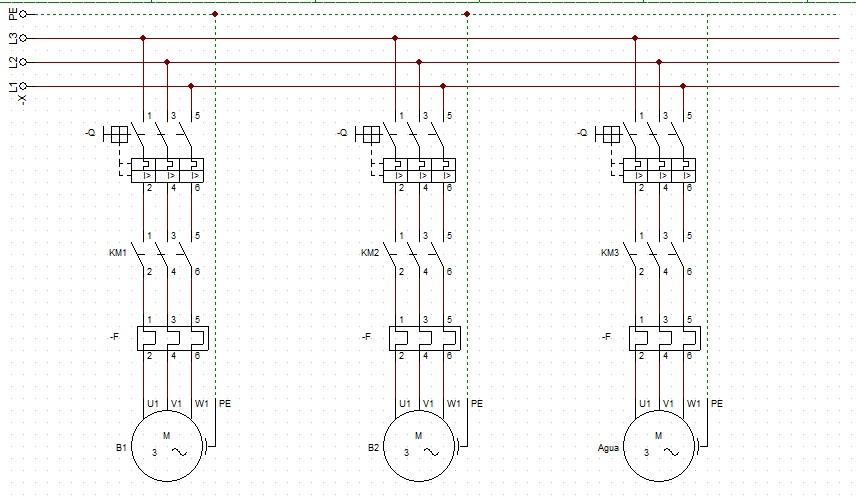 PE
L3
L2
L1
-X
1 3 5 1 3 5 1 3 5
-Q -Q -Q
I> I> I> I> I> I> I> I> I>
2 4 6 2 4 6 2 4 6
1 3 5 1 3 5 1 3 5
KM1 KM2 KM3
2 4 6 2 4 6 2 4 6
1 3 5 1 3 5 1 3 5
-F -F -F
2 4 6 2 4 6 2 4 6
U1 V1 W1 PE U1 V1 W1 PE U1 V1 W1 PE
M M M
B1 B2 Agua
3 3 3